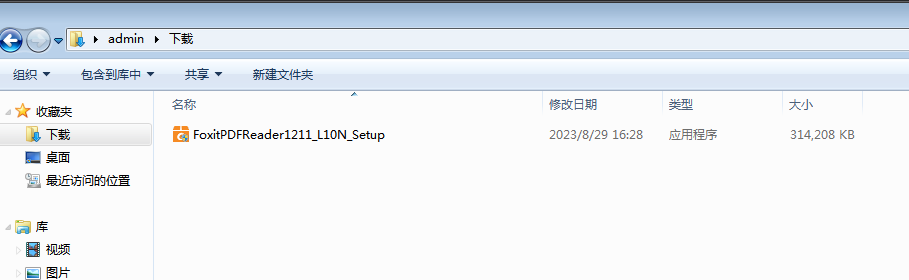 admin 下载
组织 包含到库中 共享 新建文件夹
收藏夹
下载
桌面
最近访问的位置
库
视频
图片
名称 修改日期 类型 大小
FoxitPDFReader1211_L10N_Setup 2023/8/29 16:28 应用程序 314,208 KB